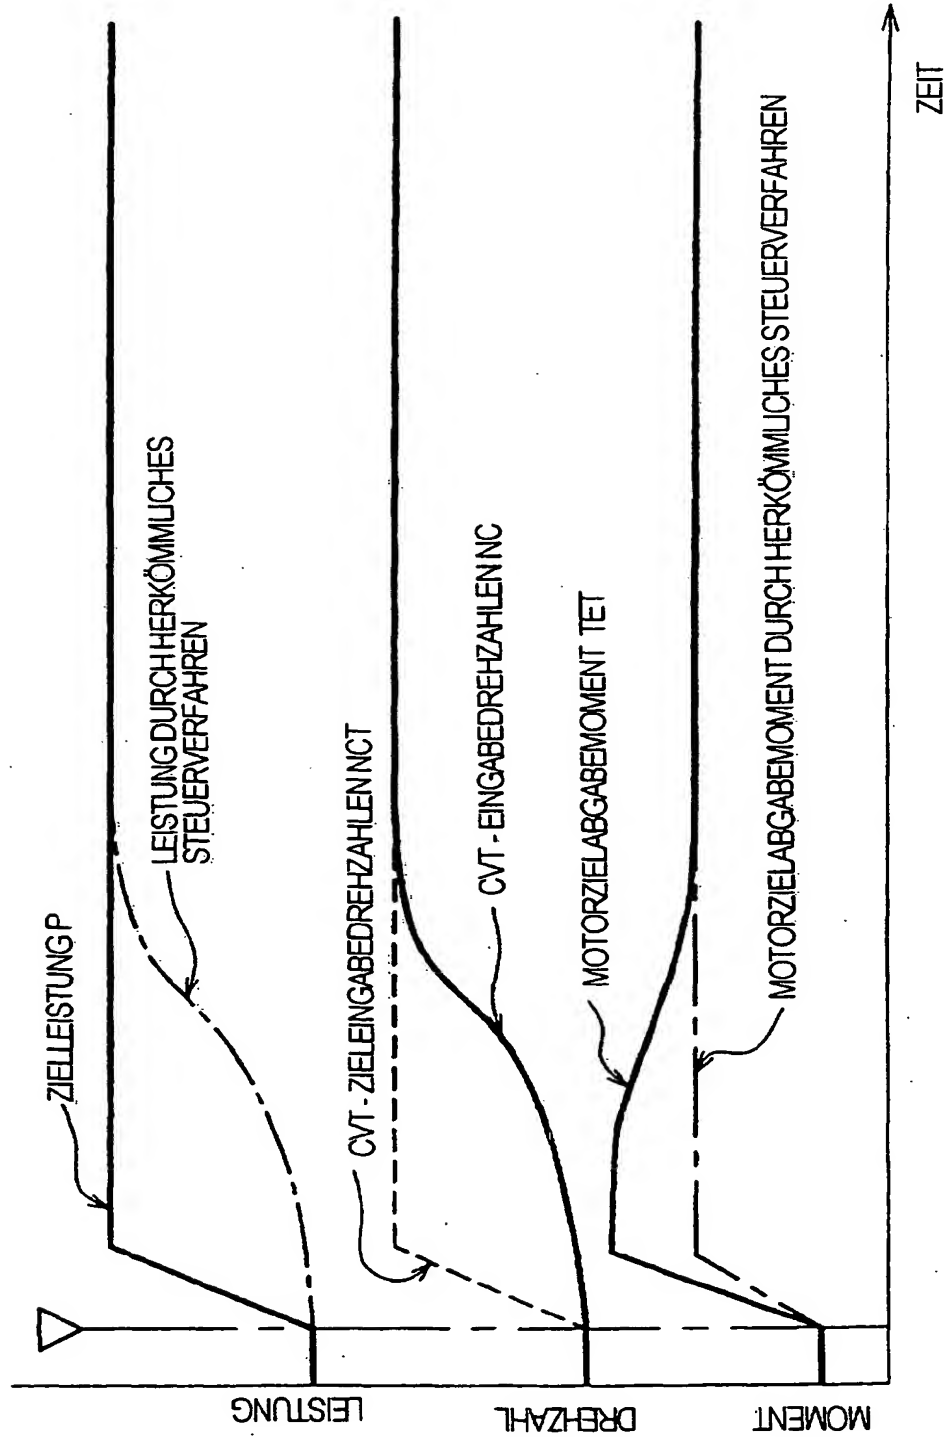 ZIELLEISTUNG P
LEISTUNG DURCH HERKÖMMLICHES
STEUERVERFAHREN
LEISTUNG
CVT - ZIELEINGABEDREHZAHLEN NCT
CVT - EINGABEDREHZAHLEN NC
DREHZAHL
MOTORZIELABGABEMOMENT TET
MOTORZIELABGABEMOMENT DURCH HERKÖMMLICHES STEUERVERFAHREN
MOMENT
ZEIT